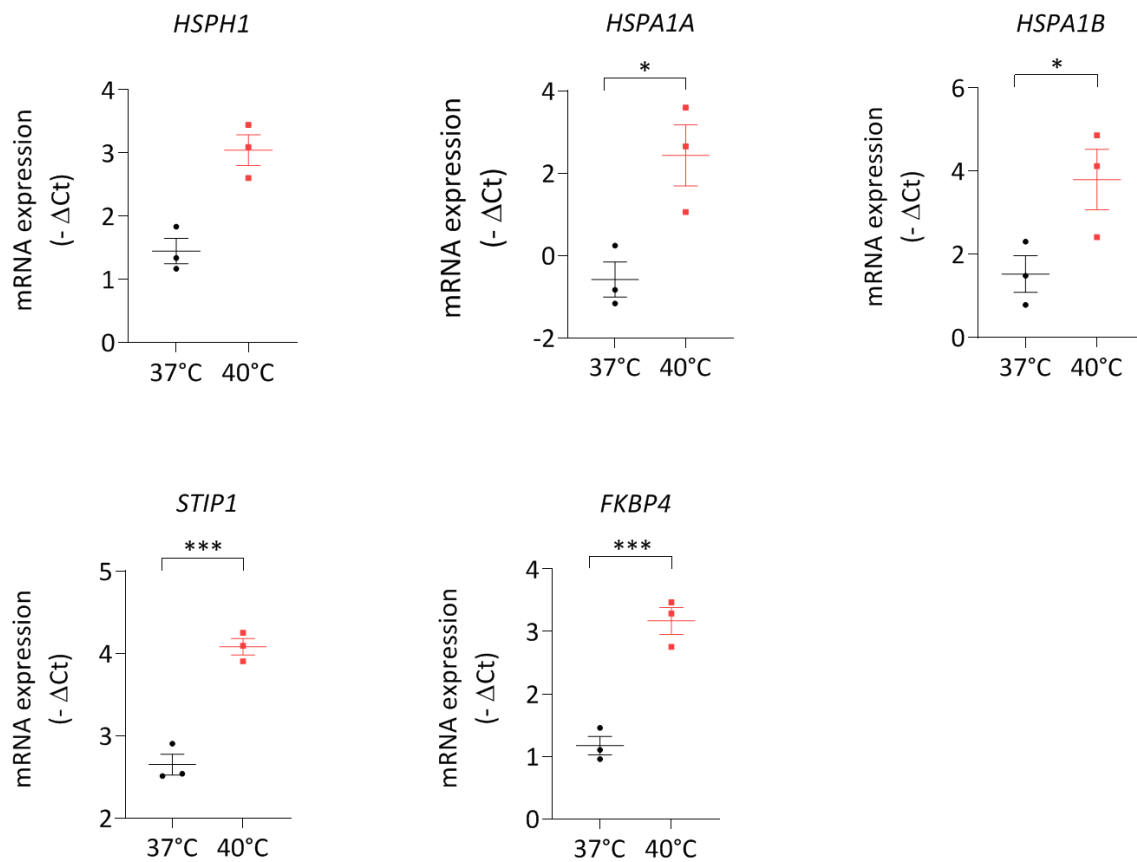 HSPH1
mRNA expression
(- ΔCt)
4
3
2
1
0
37°C 40°C
HSPA1A
*
mRNA expression
(- ΔCt)
4
2
0
-2
37°C 40°C
HSPA1B
*
mRNA expression
(- ΔCt)
6
4
2
0
37°C 40°C
STIP1
***
mRNA expression
(- ΔCt)
5
4
3
2
37°C 40°C
FKBP4
***
mRNA expression
(- ΔCt)
4
3
2
1
0
37°C 40°C